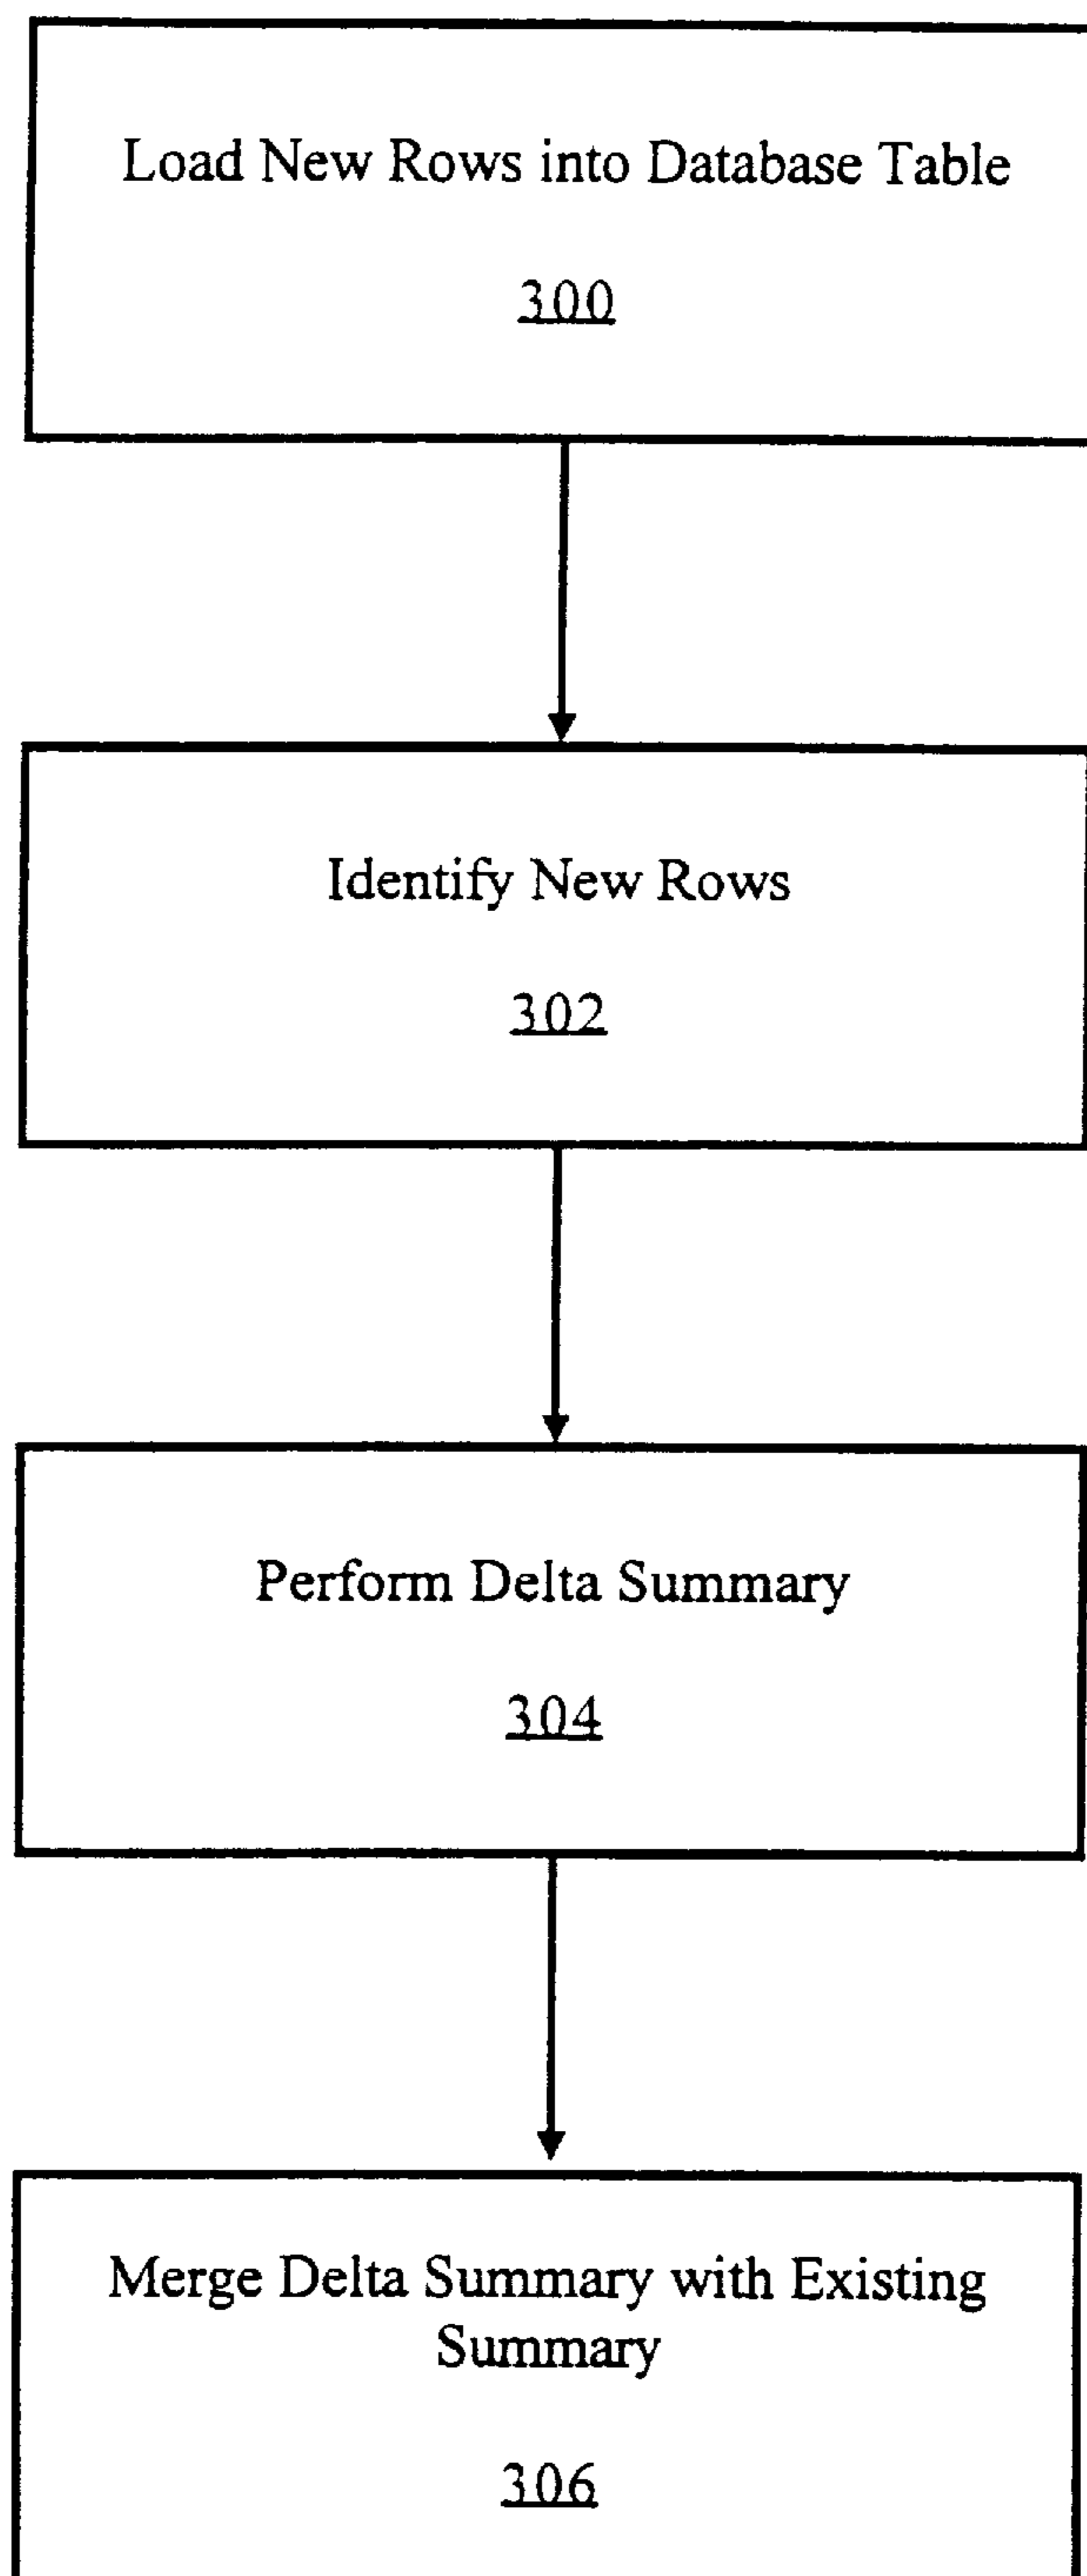 Load New Rows into Database Table
300
Identify New Rows
302
Perform Delta Summary
304
Merge Delta Summary with Existing
Summary
306